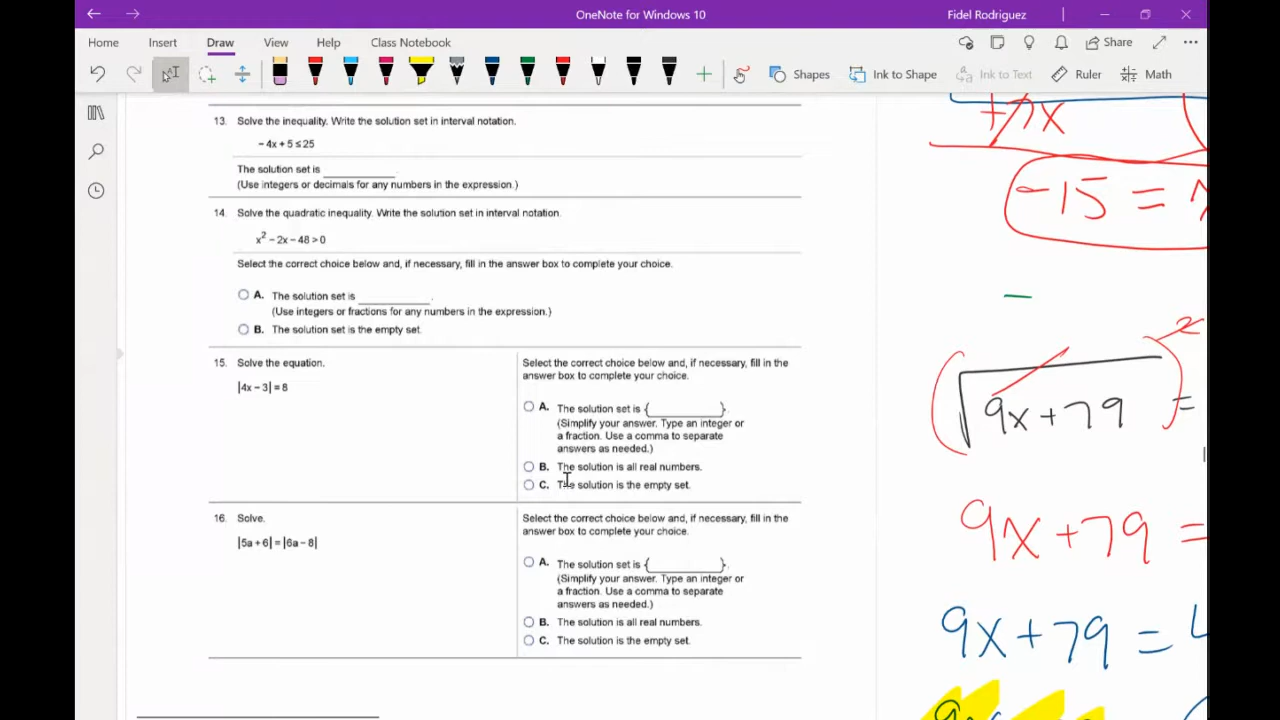 OneNote for Windows 10
Fidel Rodriguez
Home Insert Draw View Help Class Notebook
Share
Shapes Ink to Shape Ink to Text Ruler Math
13. Solve the inequality. Write the solution set in interval notation.
− 4x + 5 ≤ 25
The solution set is ________.
(Use integers or decimals for any numbers in the expression.)
14. Solve the quadratic inequality. Write the solution set in interval notation.
x² − 2x − 48 > 0
Select the correct choice below and, if necessary, fill in the answer box to complete your choice.
A. The solution set is ________.
(Use integers or fractions for any numbers in the expression.)
B. The solution set is the empty set.
15. Solve the equation.
|4x − 3| = 8
Select the correct choice below and, if necessary, fill in the
answer box to complete your choice.
A. The solution set is {________}.
(Simplify your answer. Type an integer or
a fraction. Use a comma to separate
answers as needed.)
B. The solution is all real numbers.
C. The solution is the empty set.
16. Solve.
|5a + 6| = |6a − 8|
Select the correct choice below and, if necessary, fill in the
answer box to complete your choice.
A. The solution set is {________}.
(Simplify your answer. Type an integer or
a fraction. Use a comma to separate
answers as needed.)
B. The solution is all real numbers.
C. The solution is the empty set.
−15 =
(√9x + 79)² =
9x + 79 =
9x + 79 =